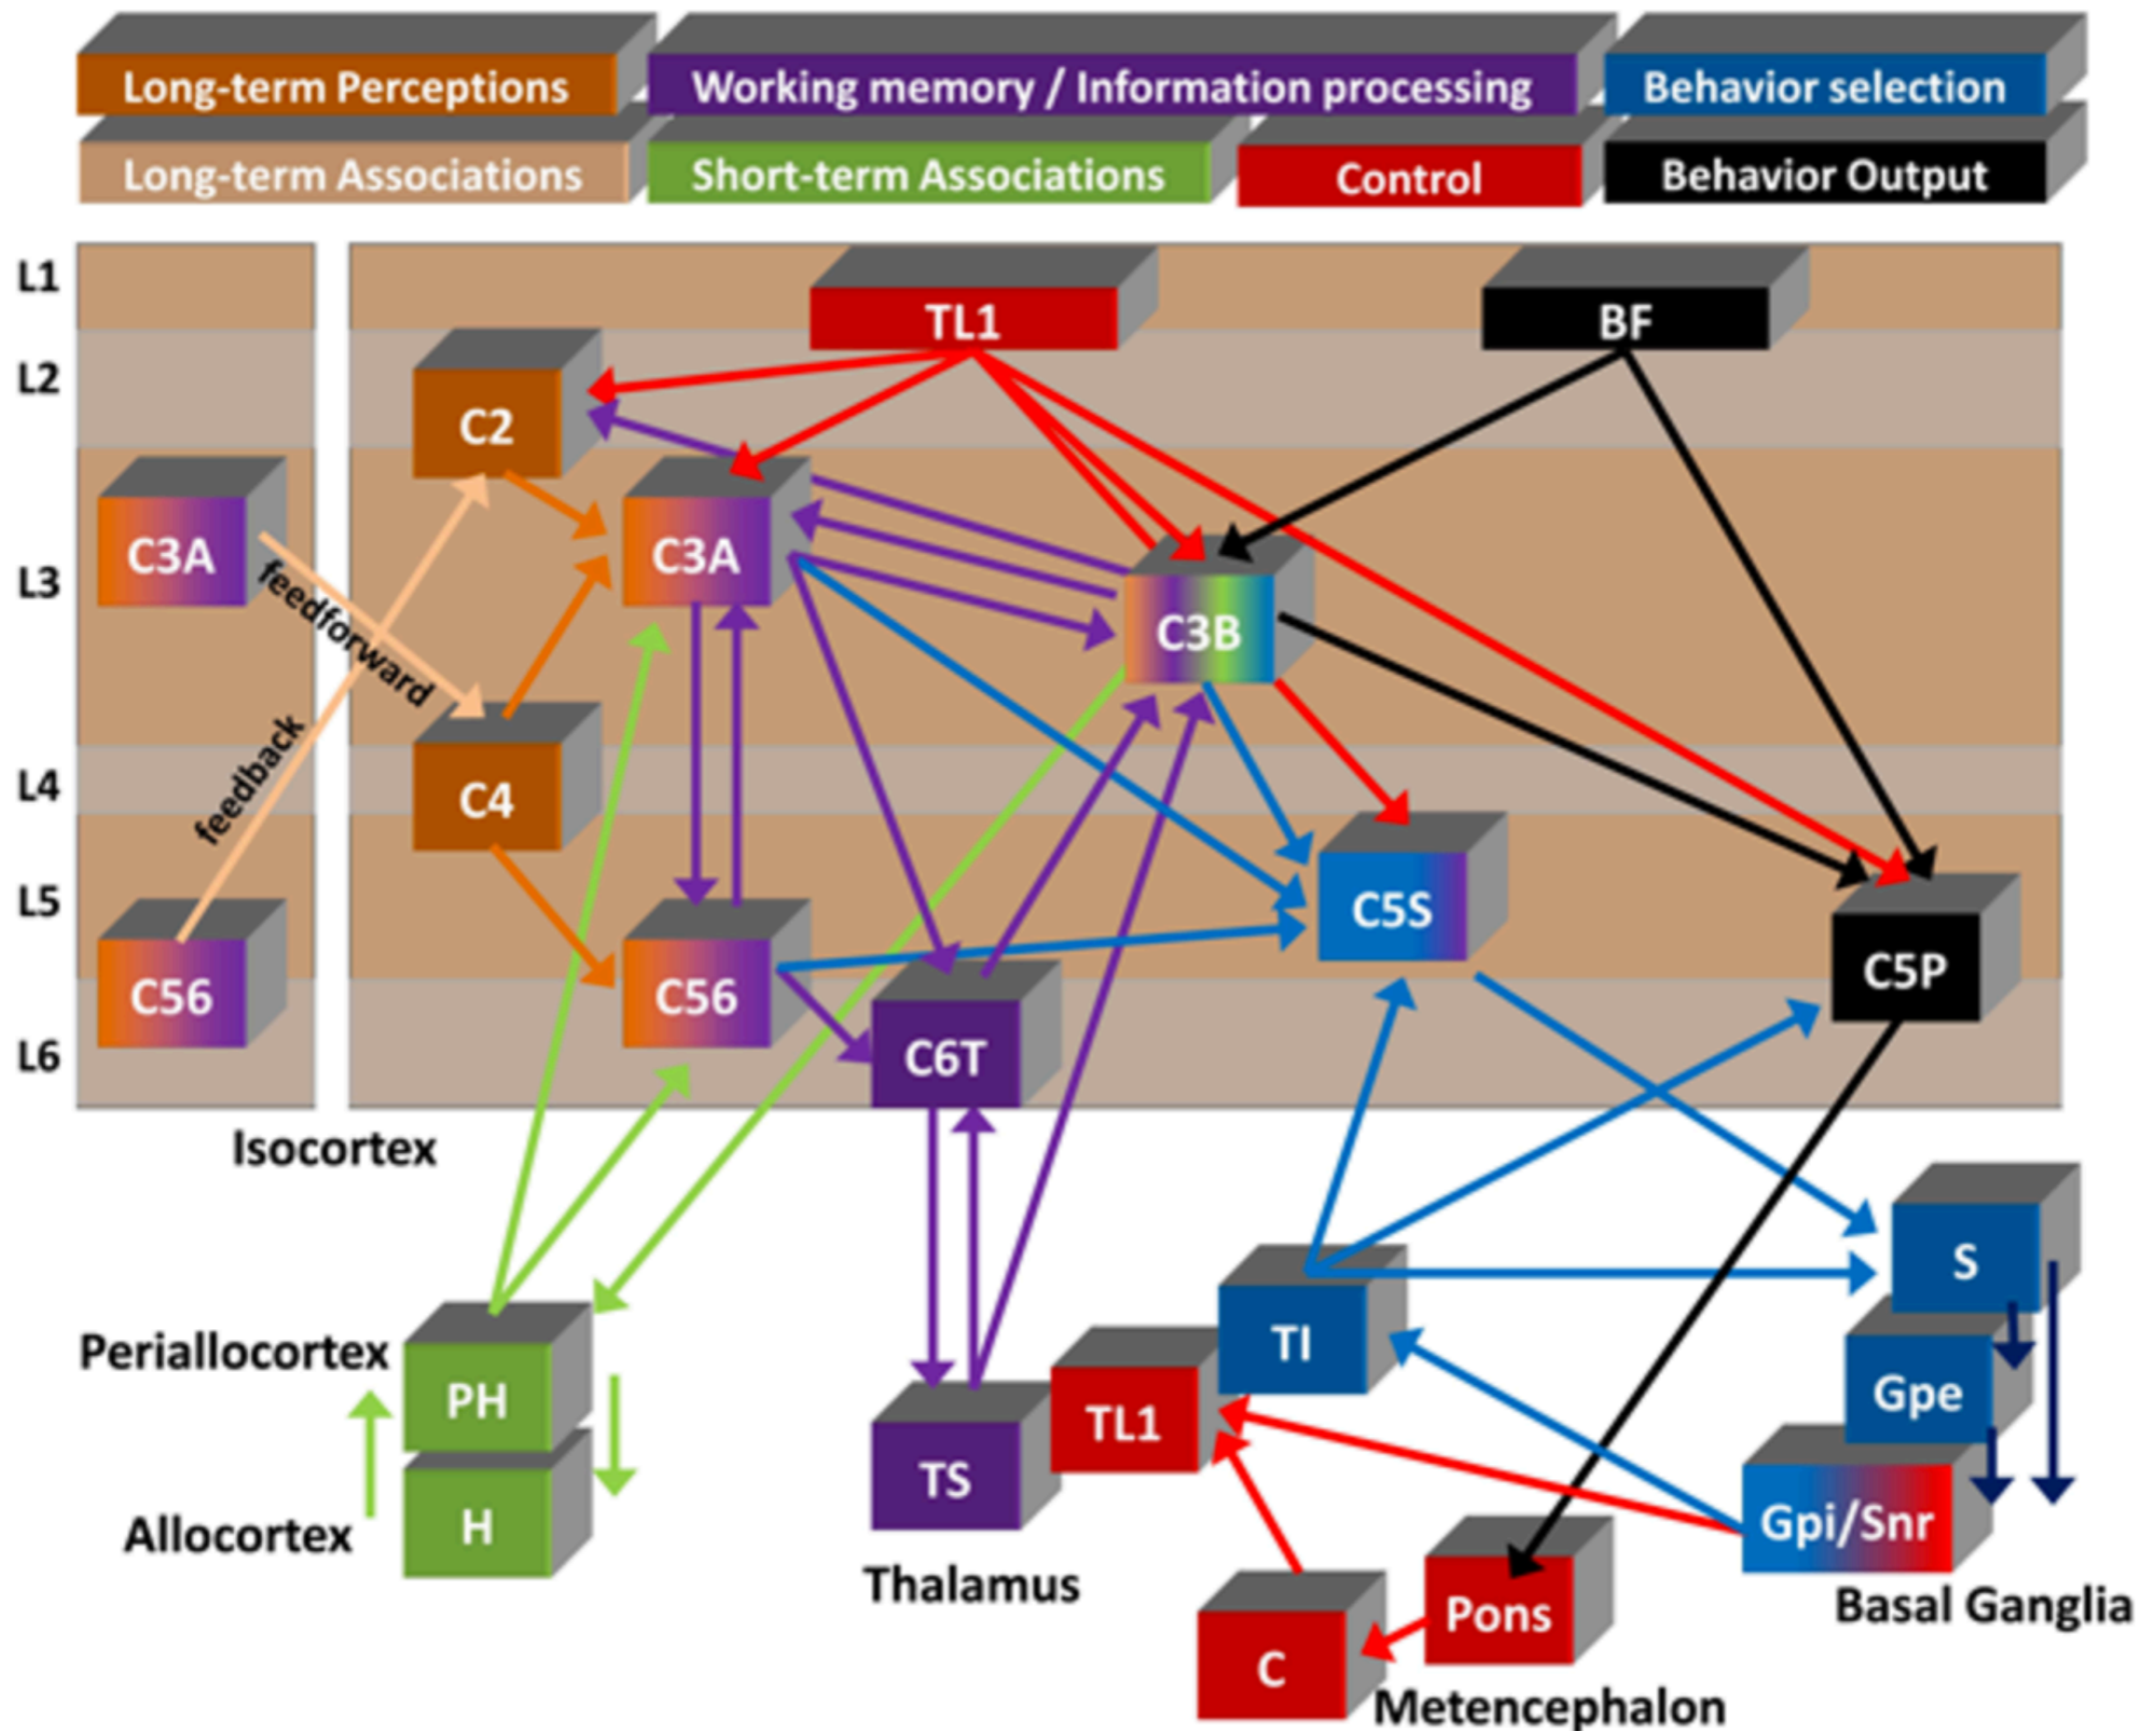 Long-term Perceptions
Working memory / Information processing
Behavior selection
Long-term Associations
Short-term Associations
Control
Behavior Output
L1
TL1
BF
L2
C2
C3A
C3A
L3
C3B
feedforward
feedback
L4
C4
L5
C5S
C56
C56
C5P
L6
C6T
Isocortex
S
Periallocortex
PH
TI
Gpe
TL1
TS
Allocortex
H
Gpi/Snr
Thalamus
Basal Ganglia
Pons
C
Metencephalon